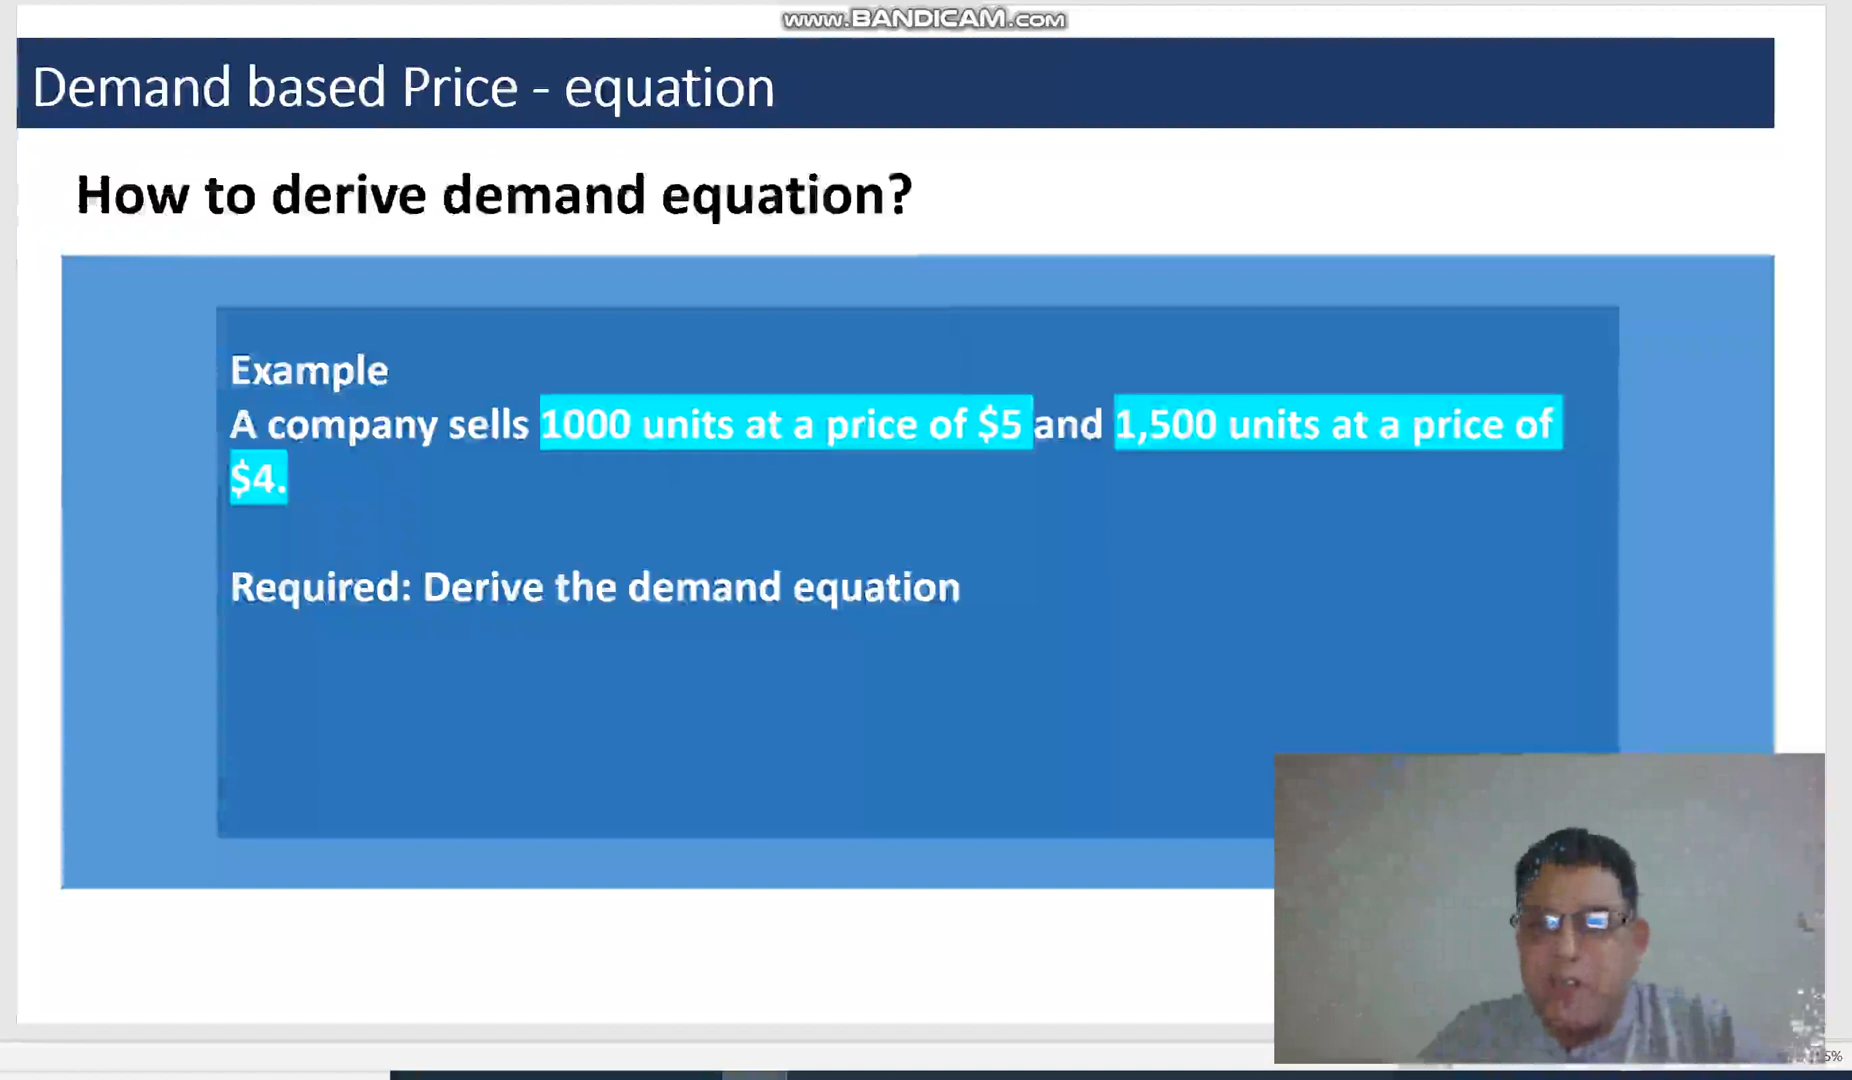 www.BANDICAM.com
Demand based Price - equation
How to derive demand equation?
Example
A company sells 1000 units at a price of $5 and 1,500 units at a price of
$4.
Required: Derive the demand equation